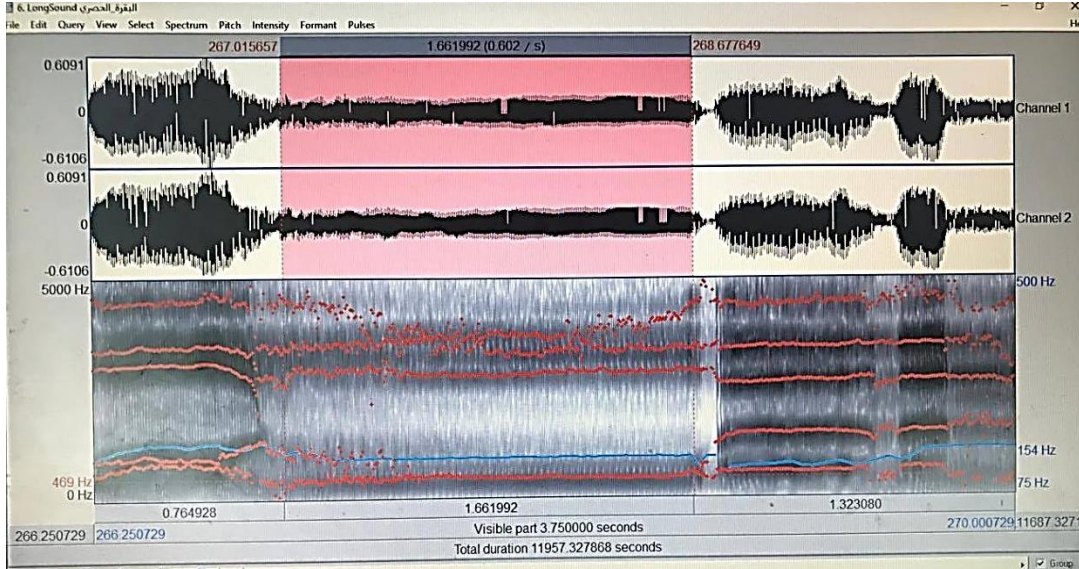 6. LongSound البقرة_الحصري
File Edit Query View Select Spectrum Pitch Intensity Formant Pulses
267.015657 1.661992 (0.602 / s) 268.677649
0.6091
0
-0.6106
Channel 1
0.6091
0
-0.6106
Channel 2
5000 Hz 500 Hz
469 Hz 154 Hz
0 Hz 75 Hz
0.764928 1.661992 1.323080
266.250729 266.250729 Visible part 3.750000 seconds 270.000729
Total duration 11957.327868 seconds
Group